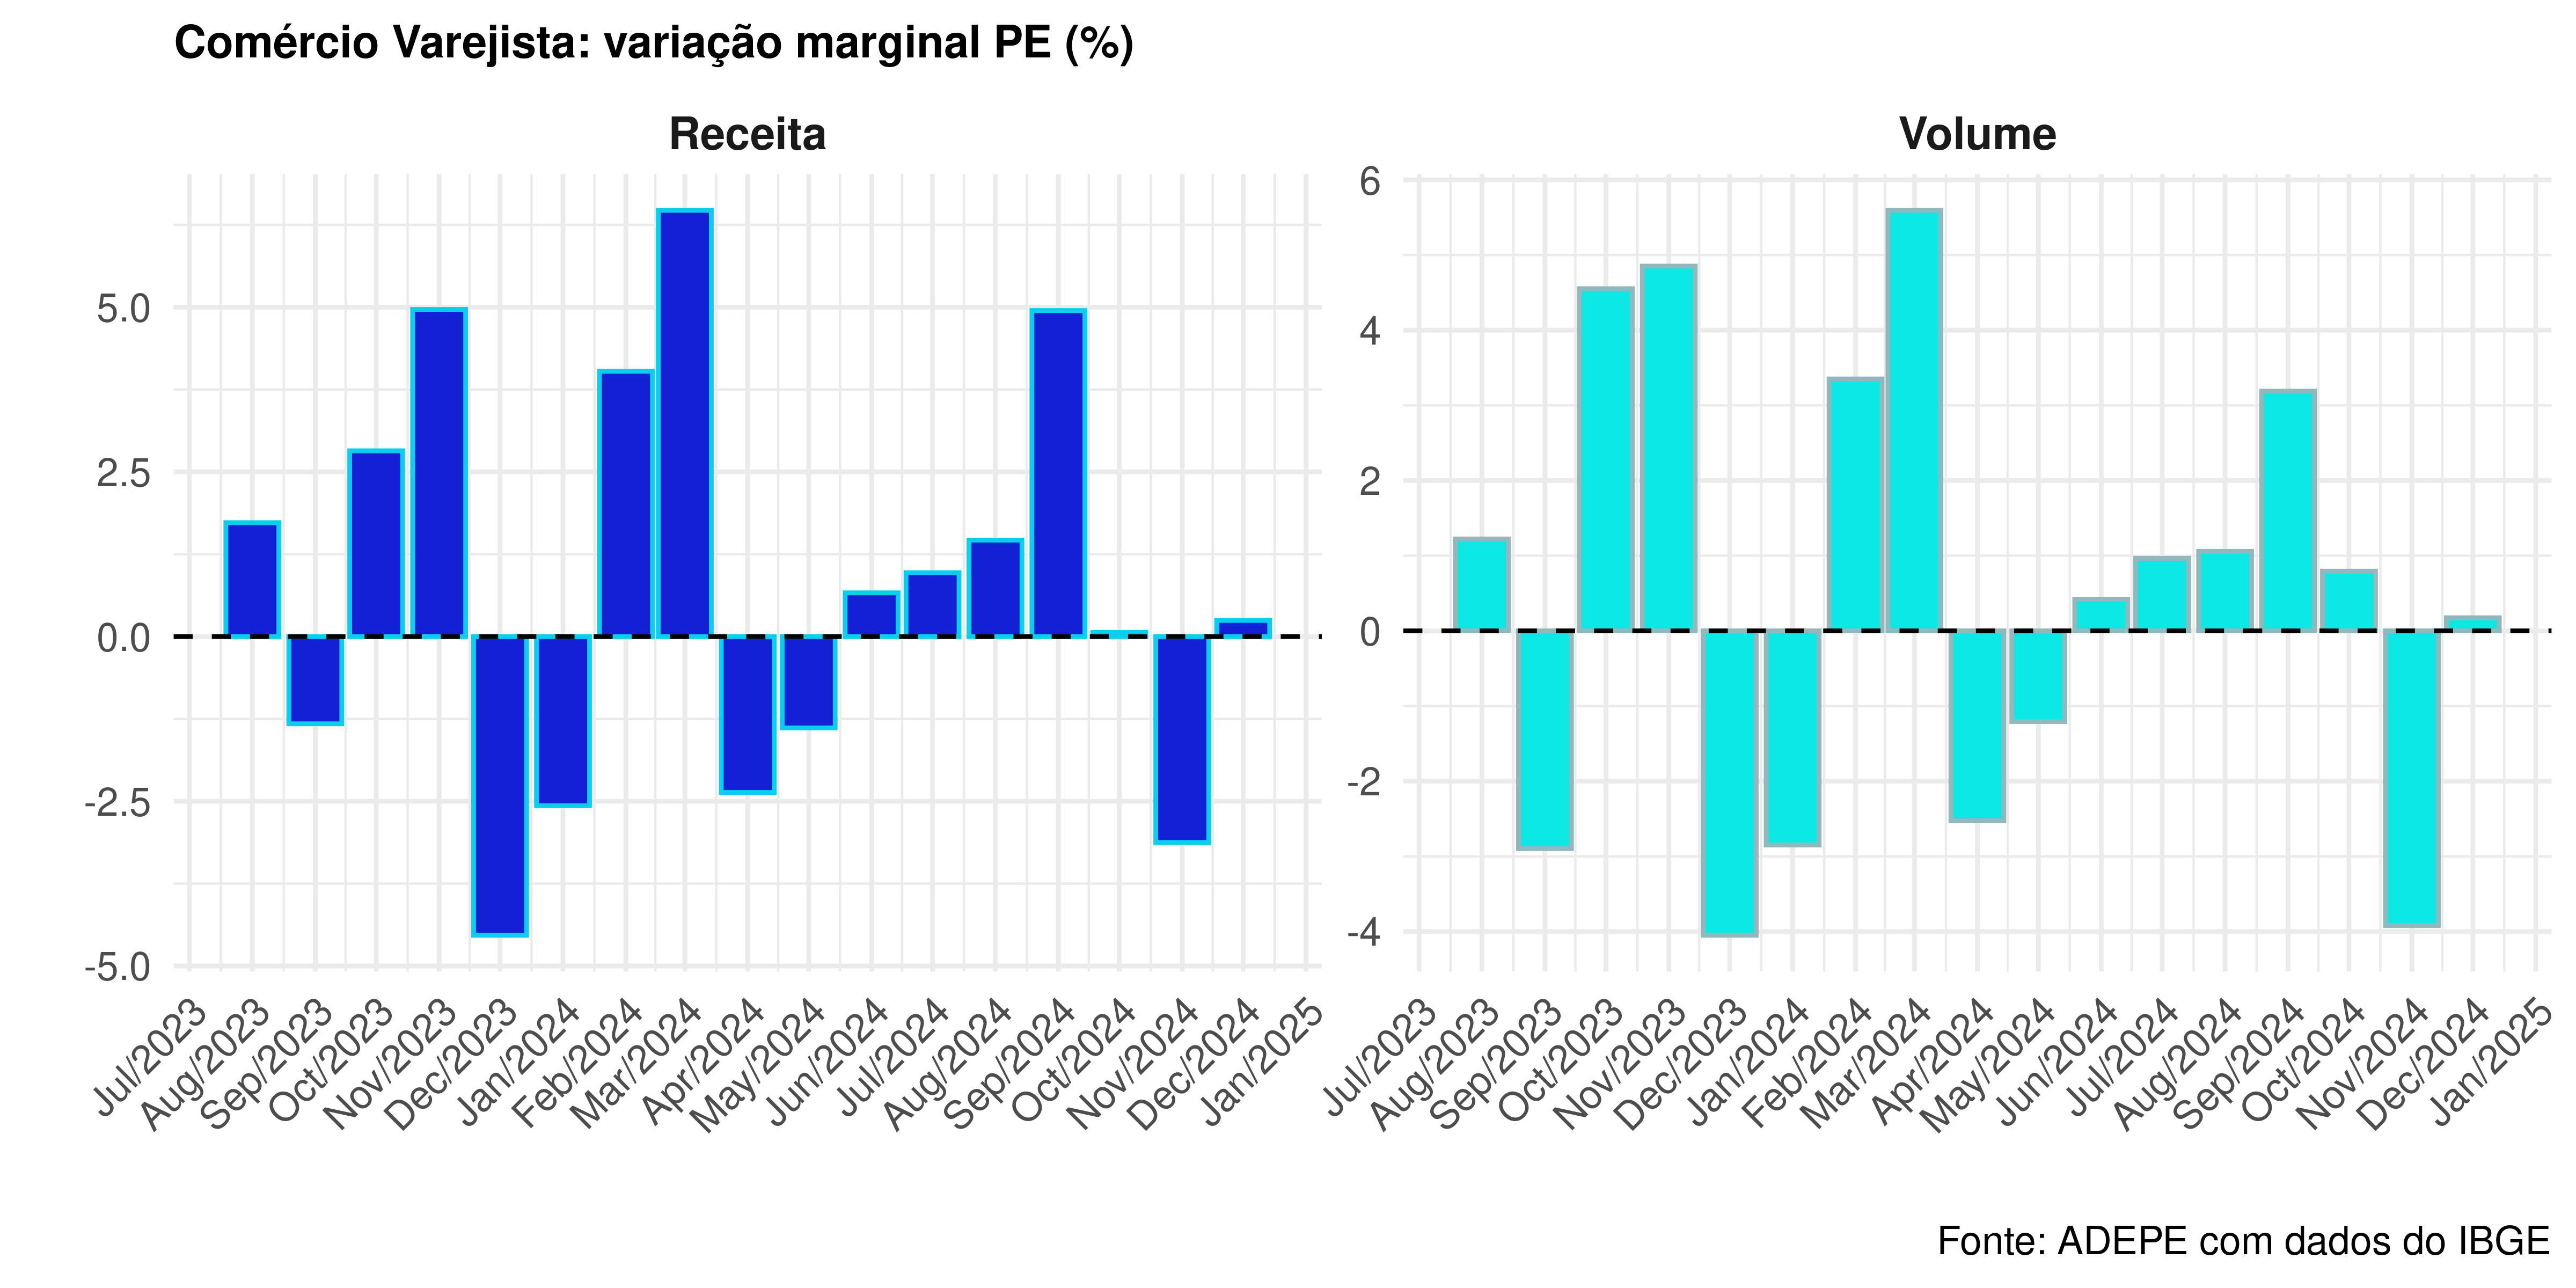 Comércio Varejista: variação marginal PE (%)
Receita
5.0
2.5
0.0
-2.5
-5.0
Jul/2023
Aug/2023
Sep/2023
Oct/2023
Nov/2023
Dec/2023
Jan/2024
Feb/2024
Mar/2024
Apr/2024
May/2024
Jun/2024
Jul/2024
Aug/2024
Sep/2024
Oct/2024
Nov/2024
Dec/2024
Jan/2025
Volume
6
4
2
0
-2
-4
Jul/2023
Aug/2023
Sep/2023
Oct/2023
Nov/2023
Dec/2023
Jan/2024
Feb/2024
Mar/2024
Apr/2024
May/2024
Jun/2024
Jul/2024
Aug/2024
Sep/2024
Oct/2024
Nov/2024
Dec/2024
Jan/2025
Fonte: ADEPE com dados do IBGE